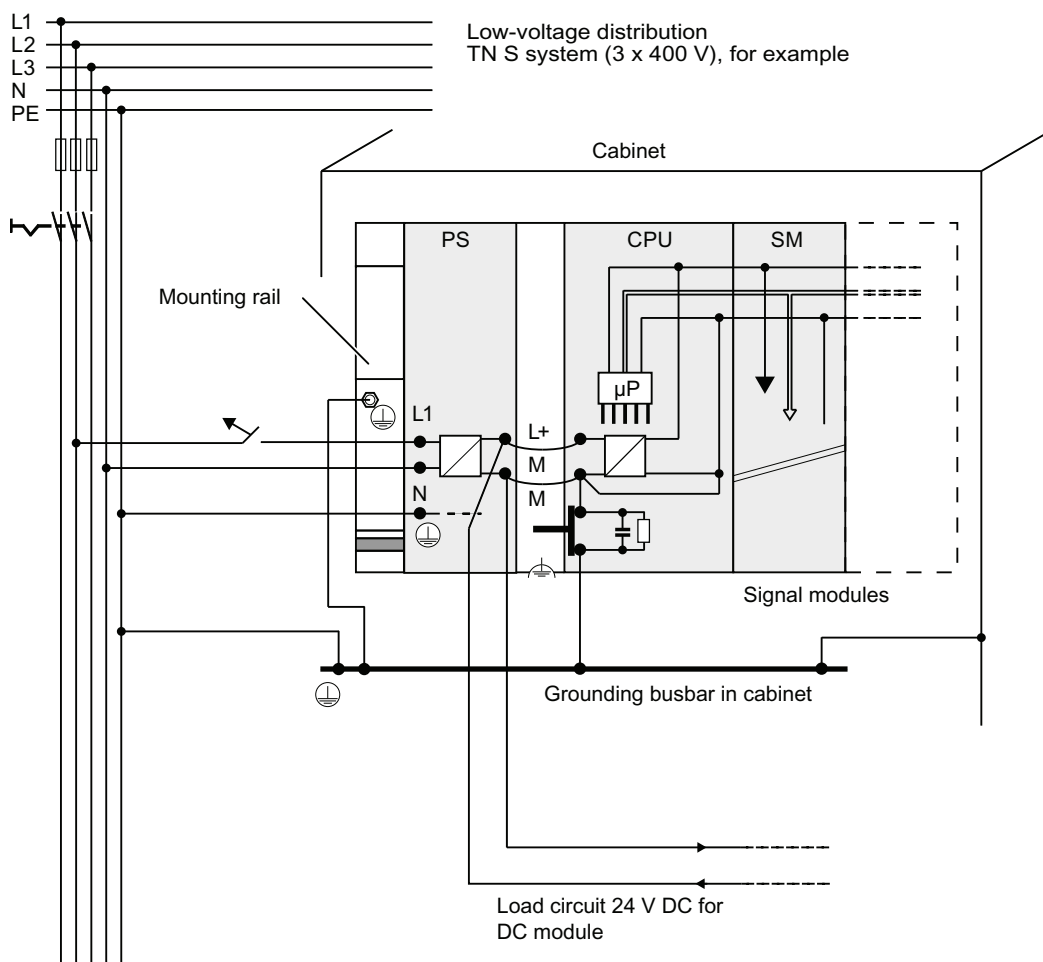 L1
L2
L3
N
PE
Low-voltage distribution
TN S system (3 x 400 V), for example
Cabinet
PS
CPU
SM
Mounting rail
µP
L1
L+
M
N
M
Signal modules
Grounding busbar in cabinet
Load circuit 24 V DC for
DC module